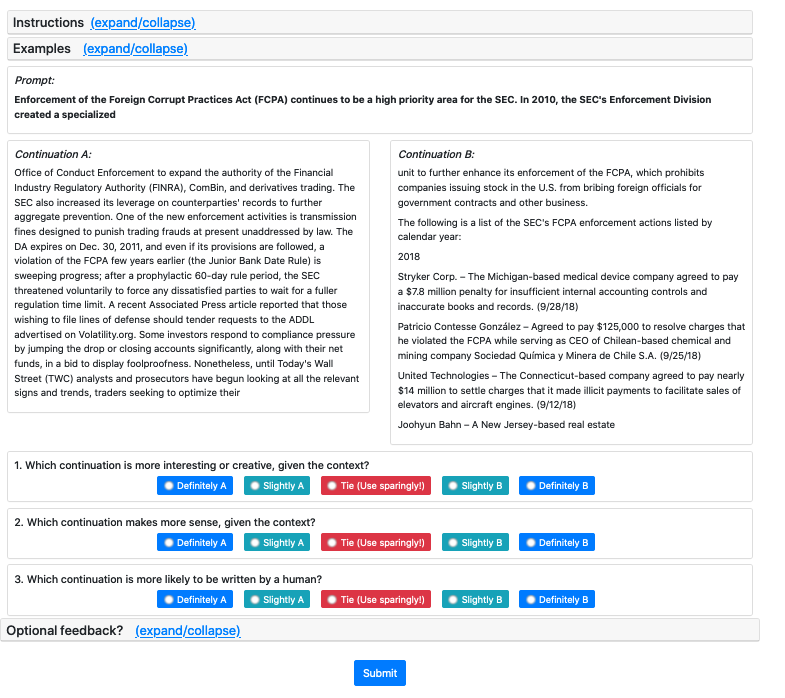 Instructions (expand/collapse)
Examples (expand/collapse)
Prompt:
Enforcement of the Foreign Corrupt Practices Act (FCPA) continues to be a high priority area for the SEC. In 2010, the SEC's Enforcement Division
created a specialized
Continuation A:
Office of Conduct Enforcement to expand the authority of the Financial
Industry Regulatory Authority (FINRA), ComBin, and derivatives trading. The
SEC also increased its leverage on counterparties' records to further
aggregate prevention. One of the new enforcement activities is transmission
fines designed to punish trading frauds at present unaddressed by law. The
DA expires on Dec. 30, 2011, and even if its provisions are followed, a
violation of the FCPA few years earlier (the Junior Bank Date Rule) is
sweeping progress; after a prophylactic 60-day rule period, the SEC
threatened voluntarily to force any dissatisfied parties to wait for a fuller
regulation time limit. A recent Associated Press article reported that those
wishing to file lines of defense should tender requests to the ADDL
advertised on Volatility.org. Some investors respond to compliance pressure
by jumping the drop or closing accounts significantly, along with their net
funds, in a bid to display foolproofness. Nonetheless, until Today's Wall
Street (TWC) analysts and prosecutors have begun looking at all the relevant
signs and trends, traders seeking to optimize their
Continuation B:
unit to further enhance its enforcement of the FCPA, which prohibits
companies issuing stock in the U.S. from bribing foreign officials for
government contracts and other business.
The following is a list of the SEC's FCPA enforcement actions listed by
calendar year:
2018
Stryker Corp. – The Michigan-based medical device company agreed to pay
a $7.8 million penalty for insufficient internal accounting controls and
inaccurate books and records. (9/28/18)
Patricio Contesse González – Agreed to pay $125,000 to resolve charges that
he violated the FCPA while serving as CEO of Chilean-based chemical and
mining company Sociedad Química y Minera de Chile S.A. (9/25/18)
United Technologies – The Connecticut-based company agreed to pay nearly
$14 million to settle charges that it made illicit payments to facilitate sales of
elevators and aircraft engines. (9/12/18)
Joohyun Bahn – A New Jersey-based real estate
1. Which continuation is more interesting or creative, given the context?
Definitely A Slightly A Tie (Use sparingly!) Slightly B Definitely B
2. Which continuation makes more sense, given the context?
Definitely A Slightly A Tie (Use sparingly!) Slightly B Definitely B
3. Which continuation is more likely to be written by a human?
Definitely A Slightly A Tie (Use sparingly!) Slightly B Definitely B
Optional feedback? (expand/collapse)
Submit